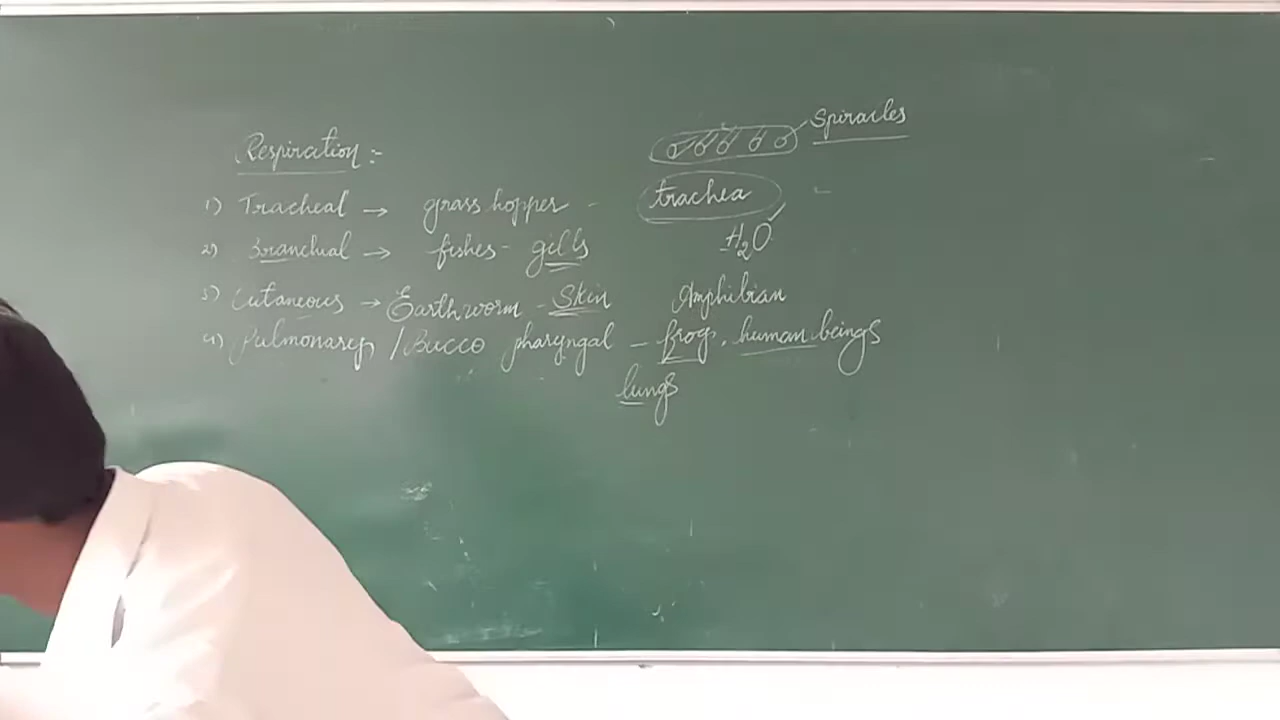 Spiracles
Respiration :-
1) Tracheal → grass hopper - trachea
2) Branchial → fishes - gills H₂O
3) Cutaneous → Earthworm - Skin Amphibian
4) Pulmonary / Bucco pharyngal - frog, human beings
lungs